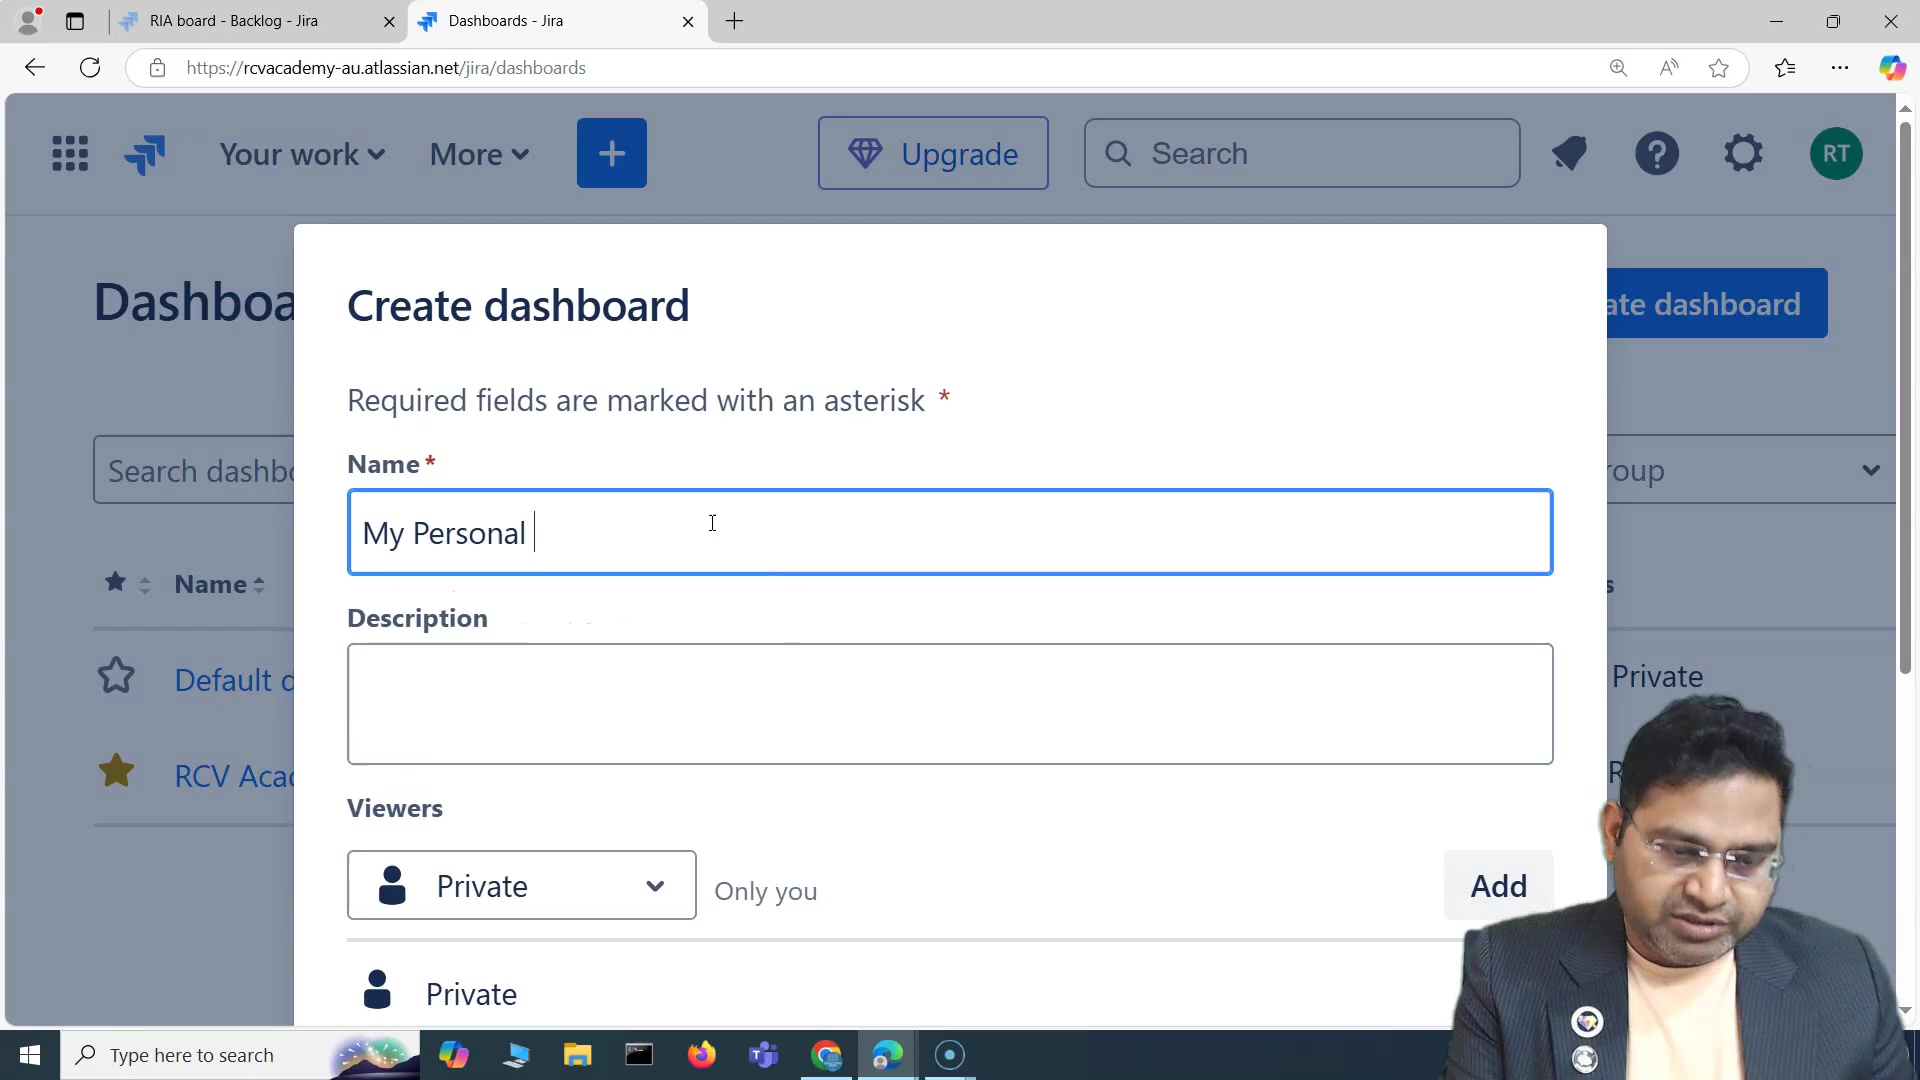 RIA board - Backlog - Jira
Dashboards - Jira
https://rcvacademy-au.atlassian.net/jira/dashboards
Your work
More
Upgrade
Search
RT
Dashboa
ate dashboard
Create dashboard
Required fields are marked with an asterisk *
Search dashbo
roup
Name *
My Personal
Name
s
Description
Default d
Private
RCV Acad
R
Viewers
Private
Only you
Add
Private
Type here to search